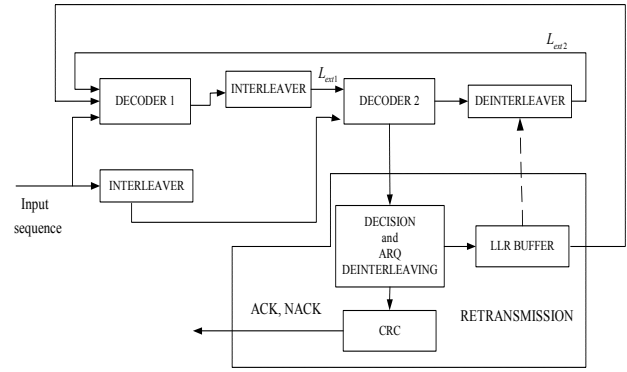 L_ext2
L_ext1
INTERLEAVER
DECODER 1
DECODER 2
DEINTERLEAVER
INTERLEAVER
Input
sequence
DECISION
and
ARQ
DEINTERLEAVING
LLR BUFFER
ACK, NACK
CRC
RETRANSMISSION